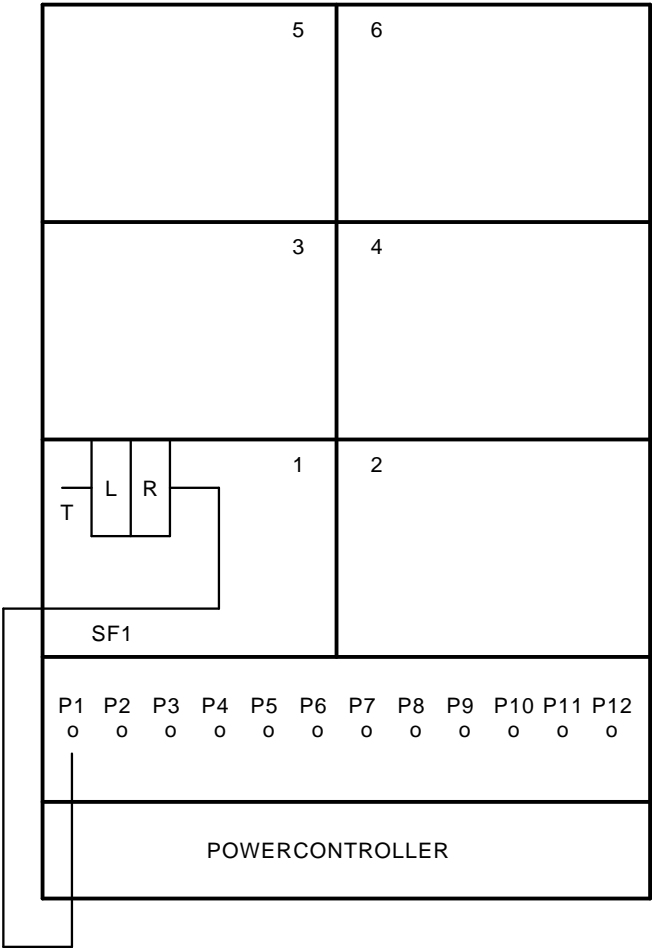 5 6
3 4
1 2
L R
T
SF1
P1 P2 P3 P4 P5 P6 P7 P8 P9 P10 P11 P12
o o o o o o o o o o o o
POWERCONTROLLER